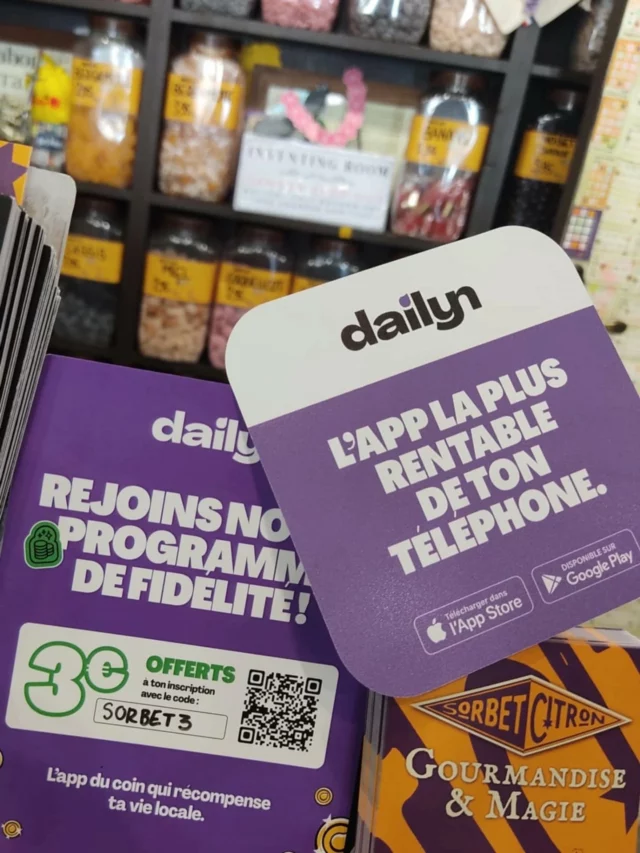 INVENTING ROOM
dailyn
L'APP LA PLUS
RENTABLE
DE TON
TÉLÉPHONE.
Télécharger dans
l'App Store
DISPONIBLE SUR
Google Play
daily
REJOINS NO
PROGRAMM
DE FIDÉLITÉ!
3€ OFFERTS
à ton inscription
avec le code :
SORBET3
L'app du coin qui récompense
ta vie locale.
SORBET CITRON
GOURMANDISE
& MAGIE